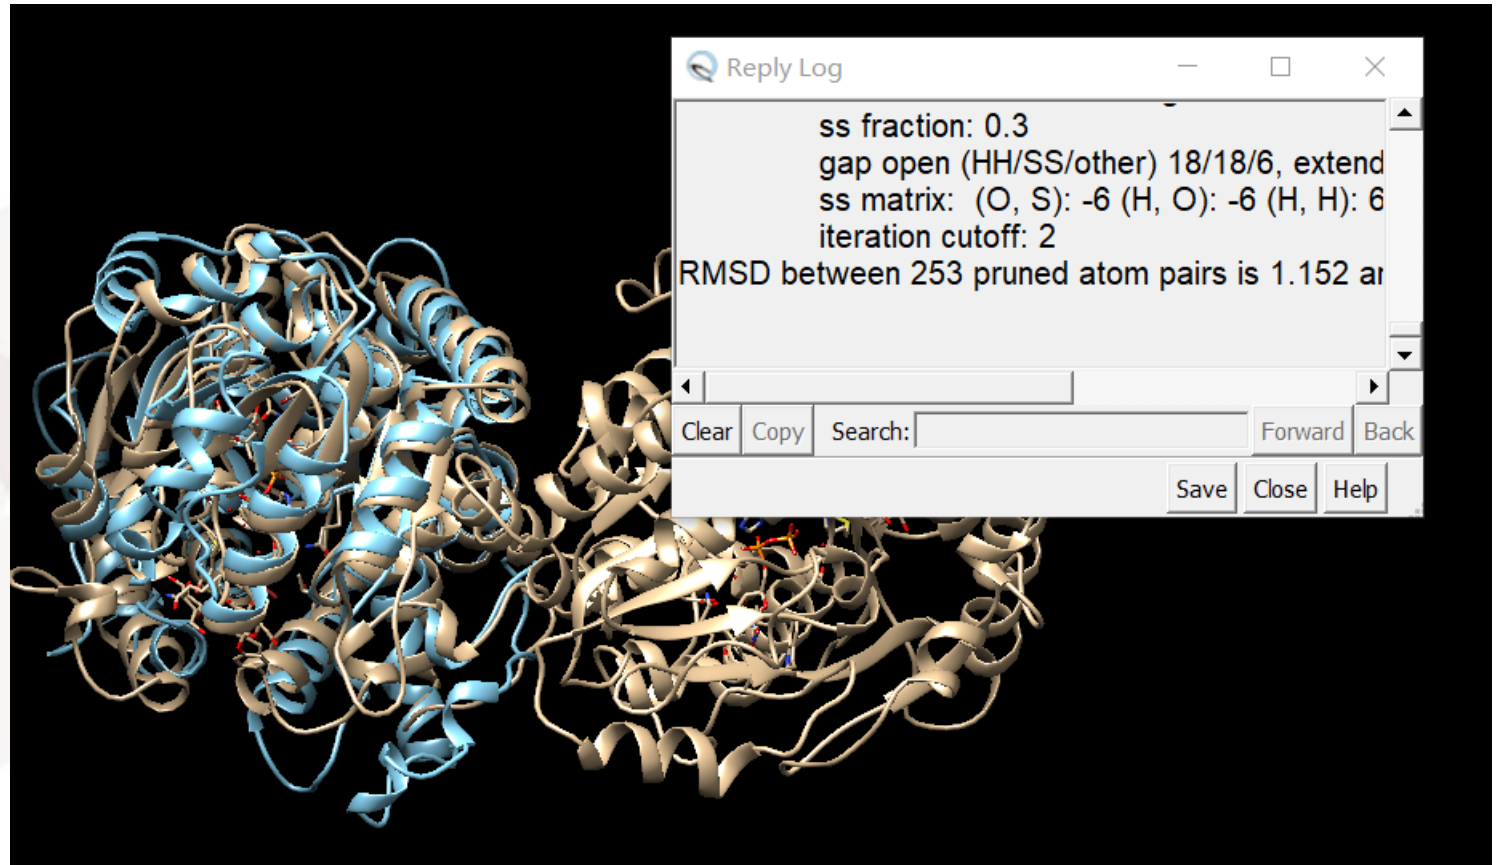 Reply Log
ss fraction: 0.3
gap open (HH/SS/other) 18/18/6, extend
ss matrix:  (O, S): -6 (H, O): -6 (H, H): 6
iteration cutoff: 2
RMSD between 253 pruned atom pairs is 1.152
Clear Copy Search: Forward Back
Save Close Help